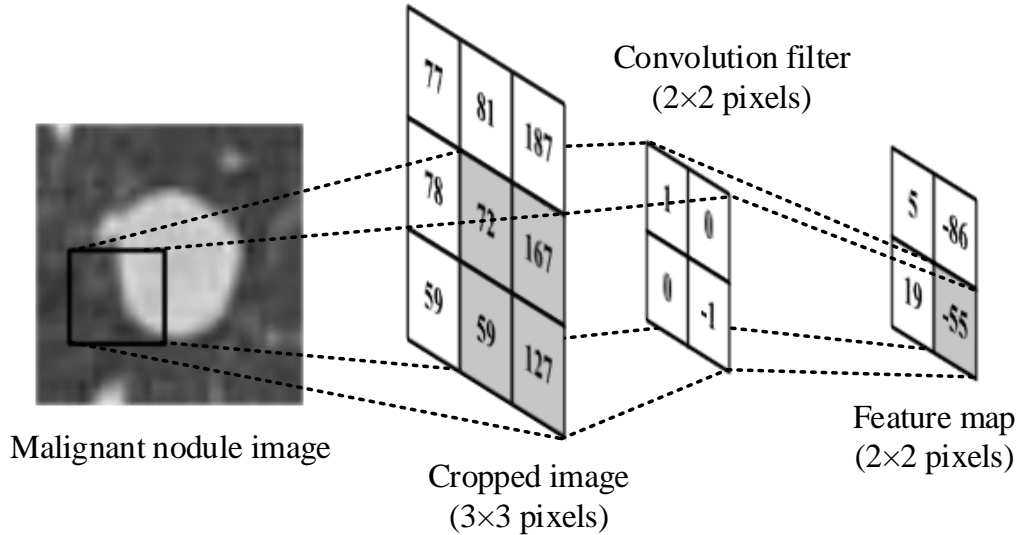 Convolution filter
(2×2 pixels)
77 81 187
78 72 167
59 59 127
1 0
0 -1
5 -86
19 -55
Malignant nodule image
Cropped image
(3×3 pixels)
Feature map
(2×2 pixels)